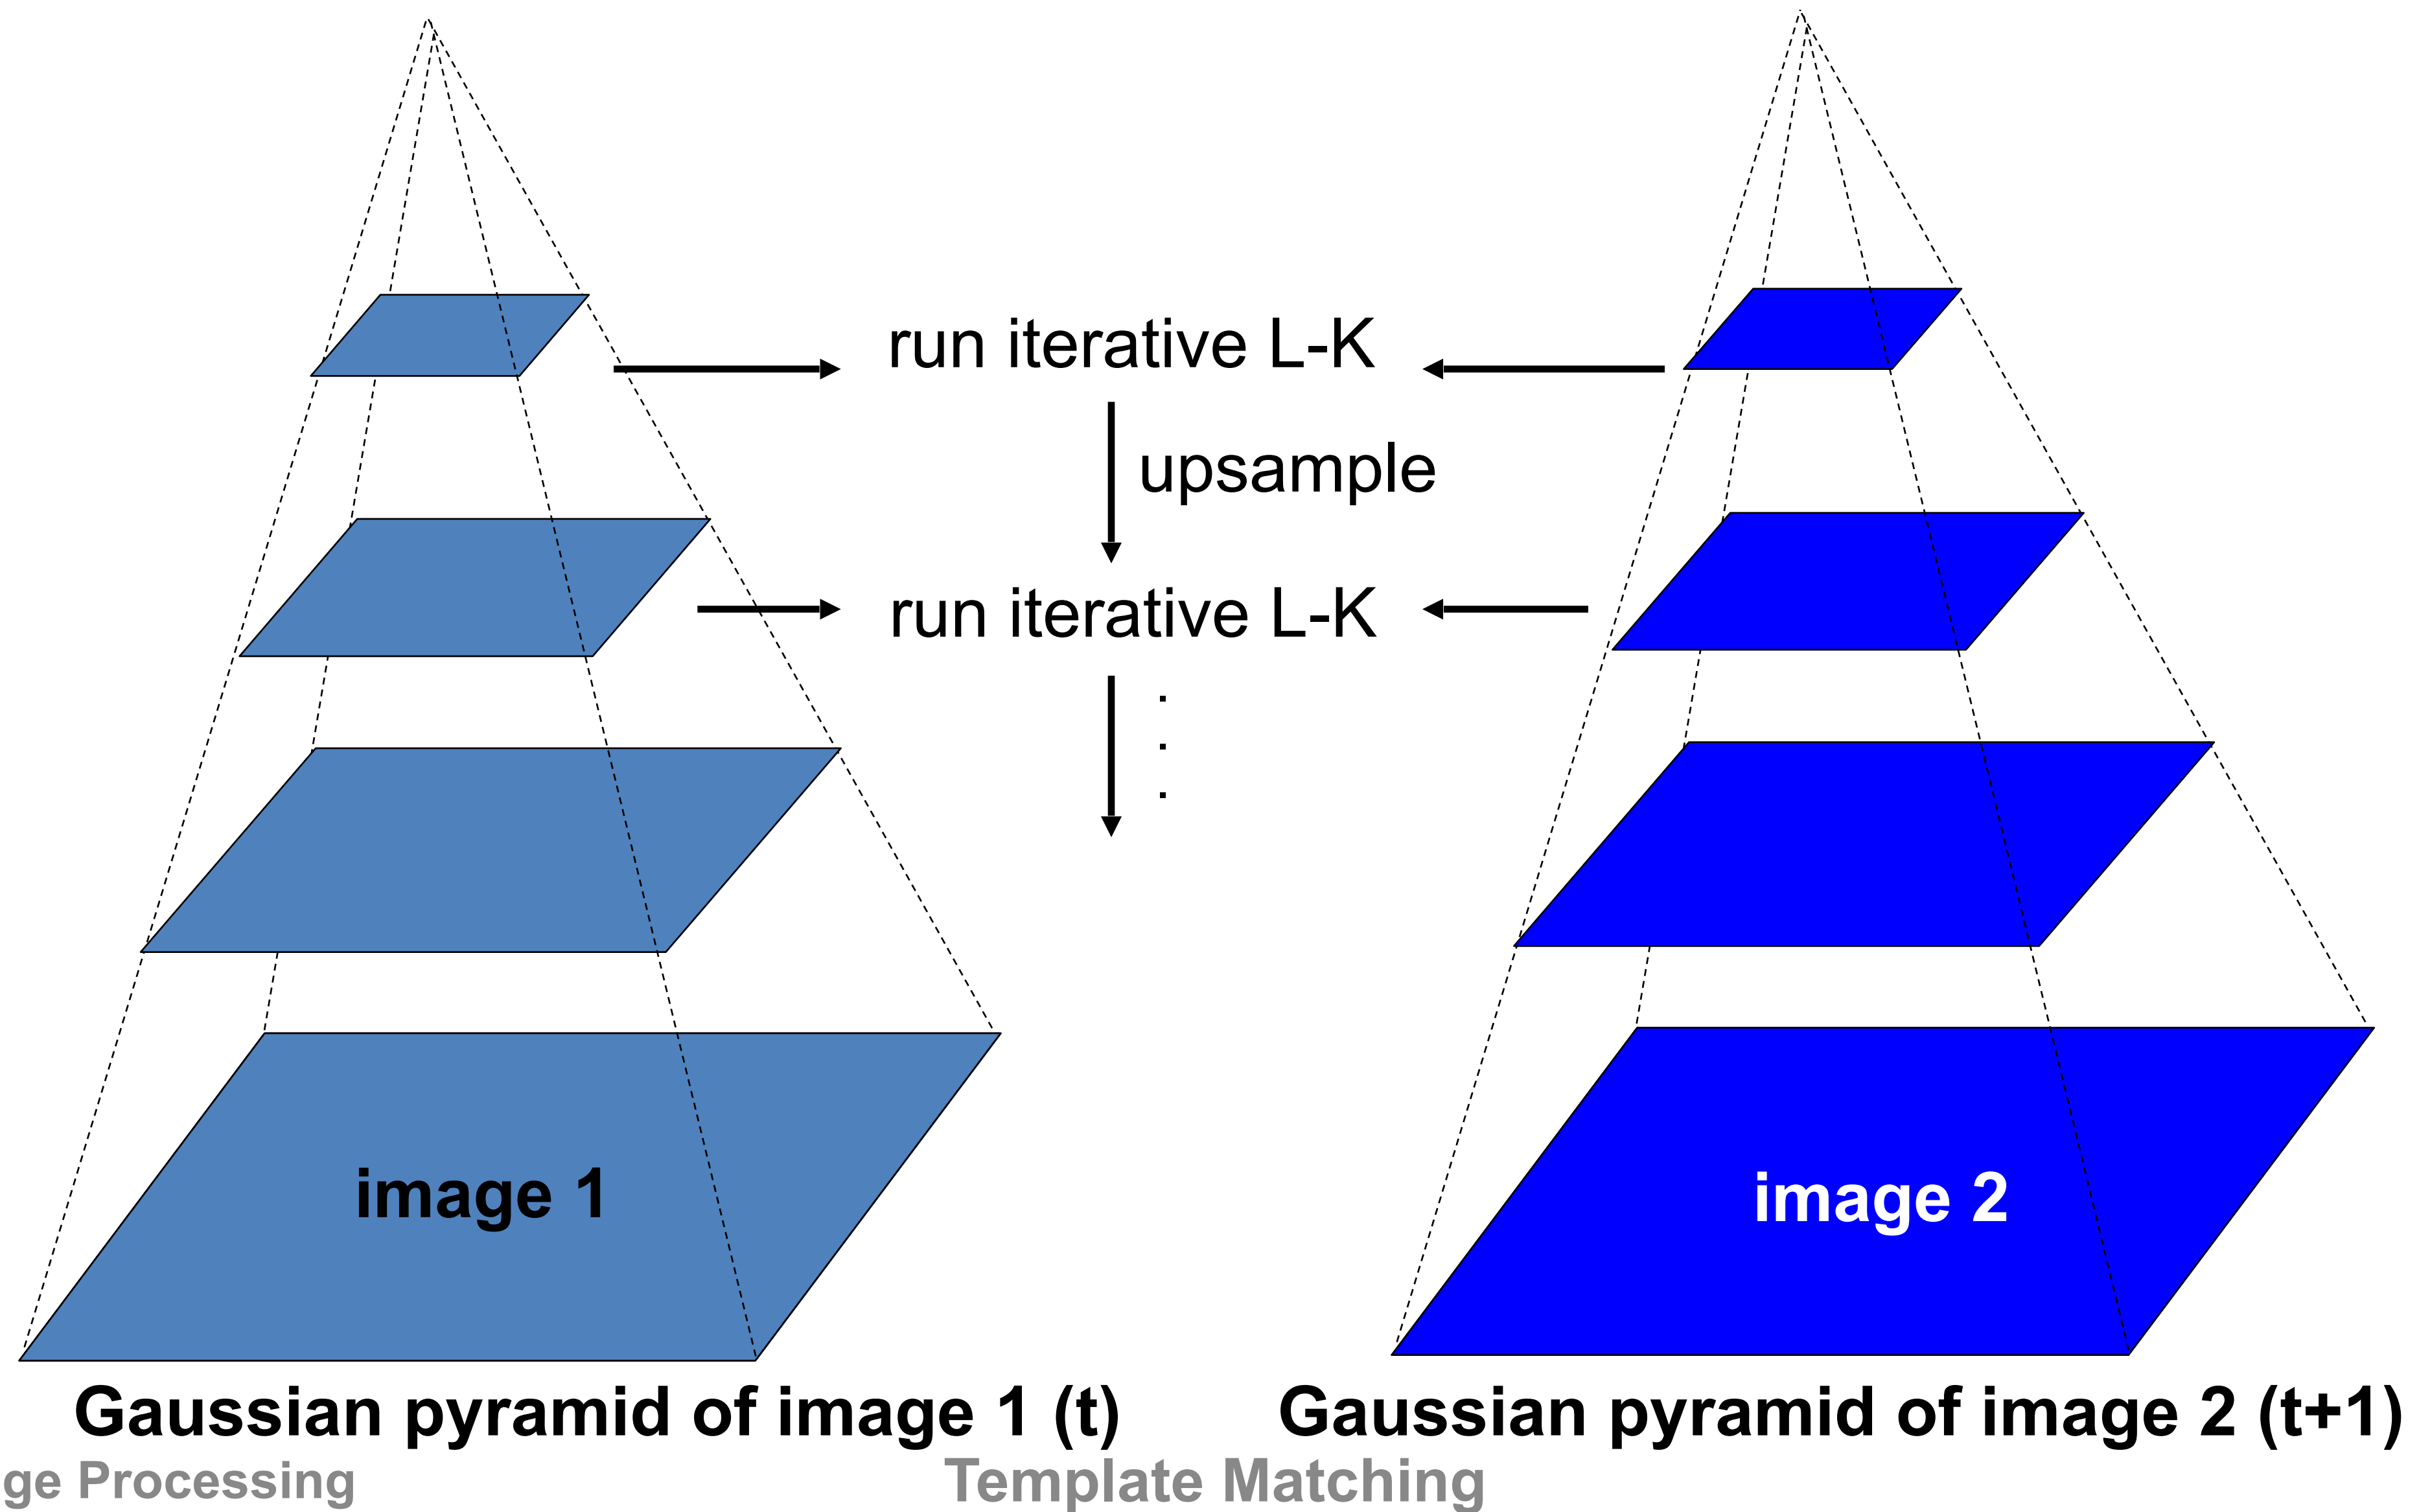 run iterative L-K
upsample
run iterative L-K
.
.
.
image 1
image 2
Gaussian pyramid of image 1 (t)
Gaussian pyramid of image 2 (t+1)
ge Processing
Template Matching